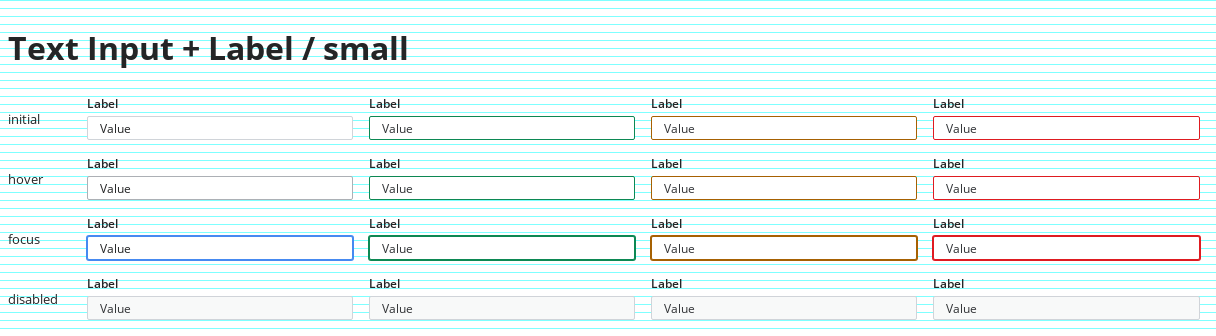 Text Input + Label / small
Label Label Label Label
initial Value Value Value Value
Label Label Label Label
hover Value Value Value Value
Label Label Label Label
focus Value Value Value Value
Label Label Label Label
disabled Value Value Value Value